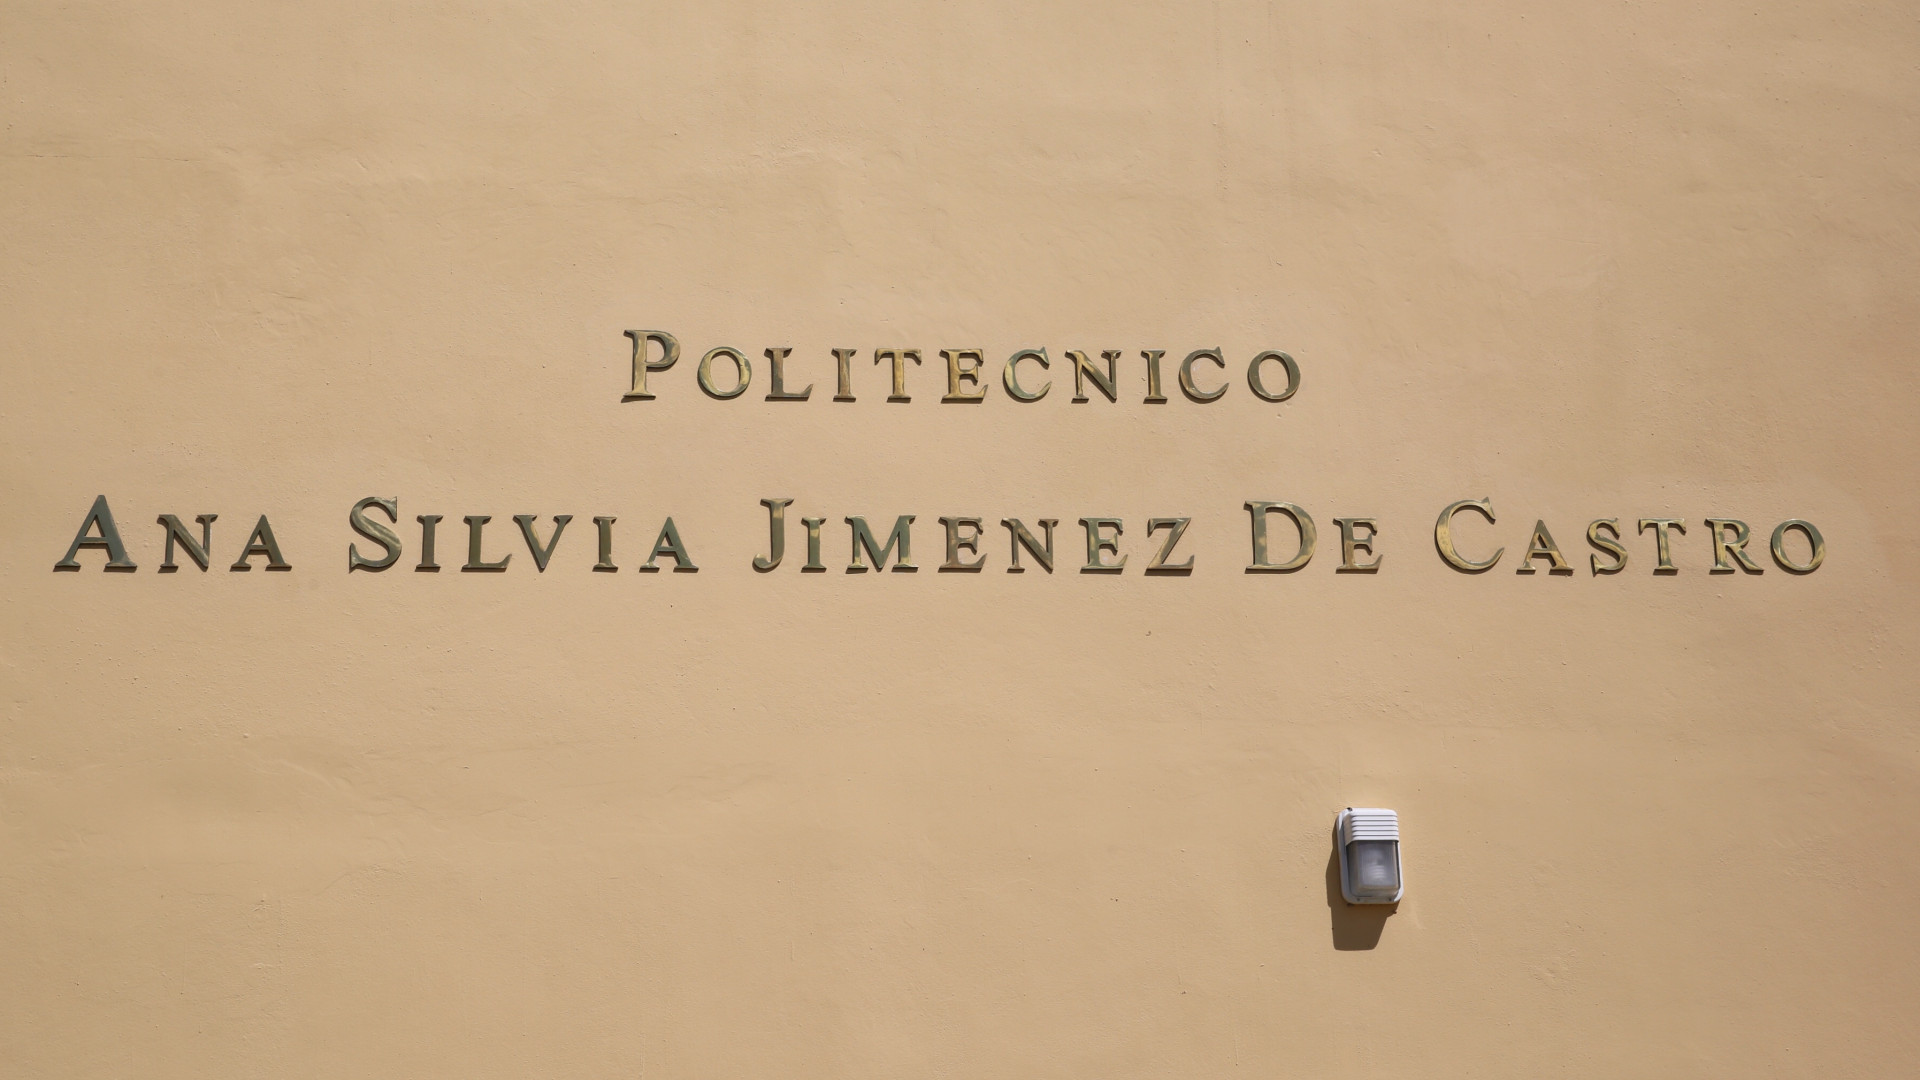 POLITECNICO
ANA SILVIA JIMENEZ DE CASTRO